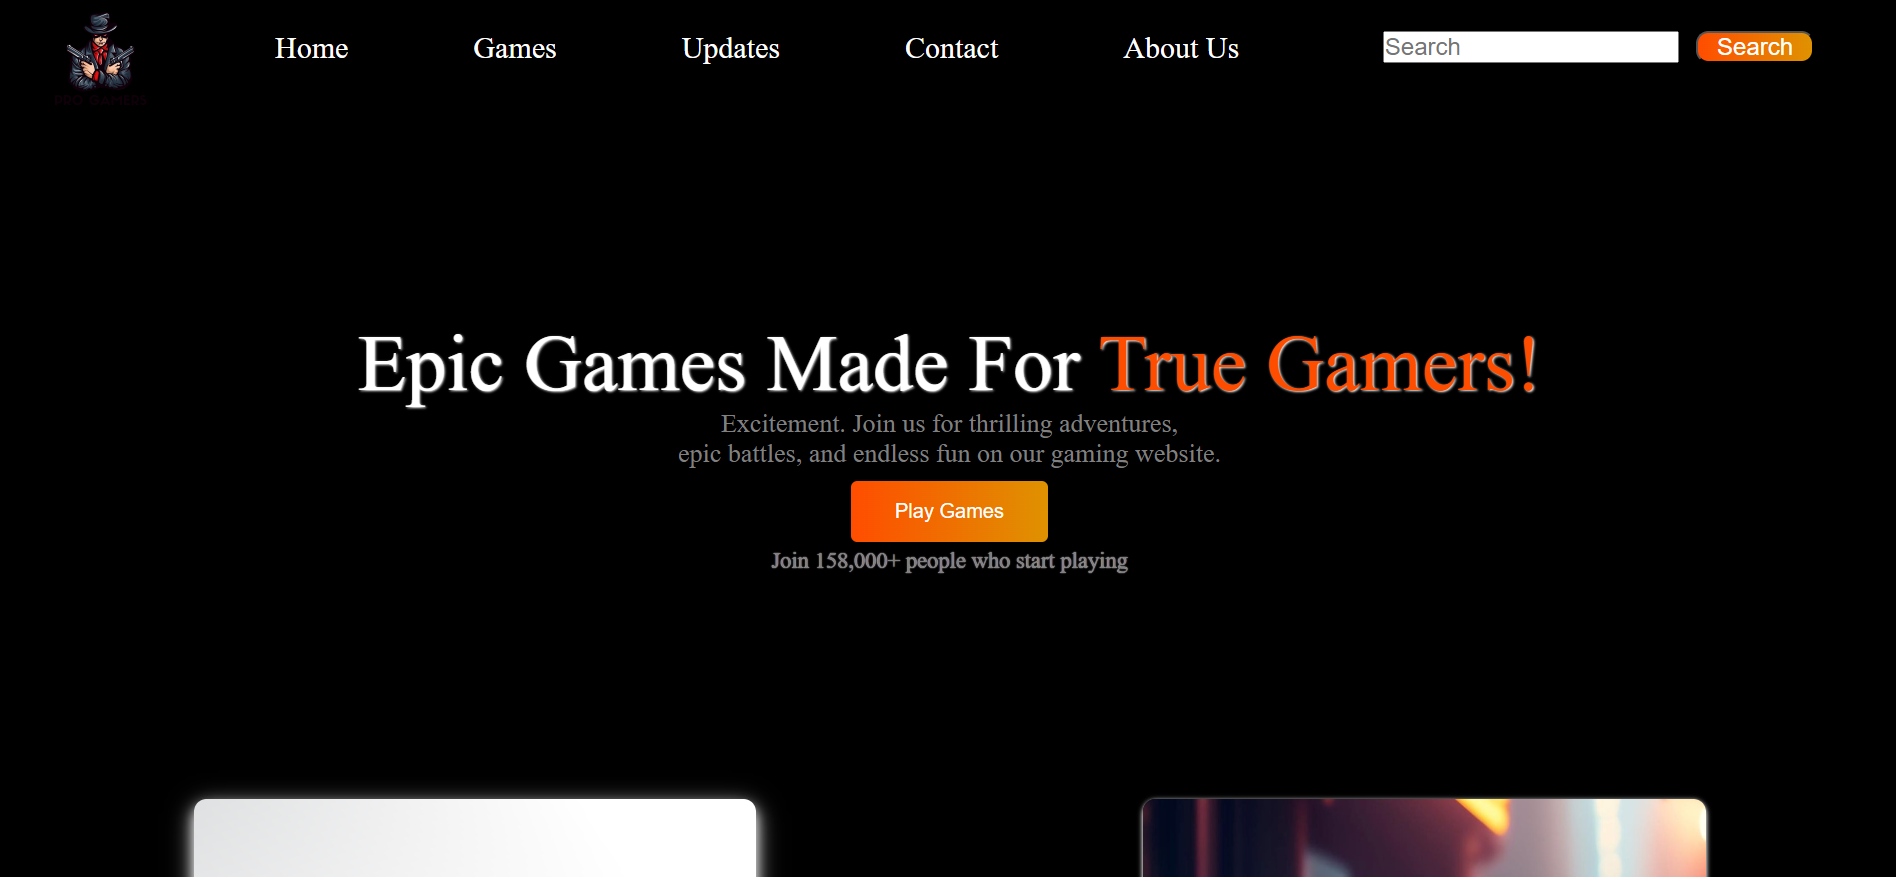 PRO GAMERS
Home
Games
Updates
Contact
About Us
Search
Search
Epic Games Made For True Gamers!
Excitement. Join us for thrilling adventures,
epic battles, and endless fun on our gaming website.
Play Games
Join 158,000+ people who start playing